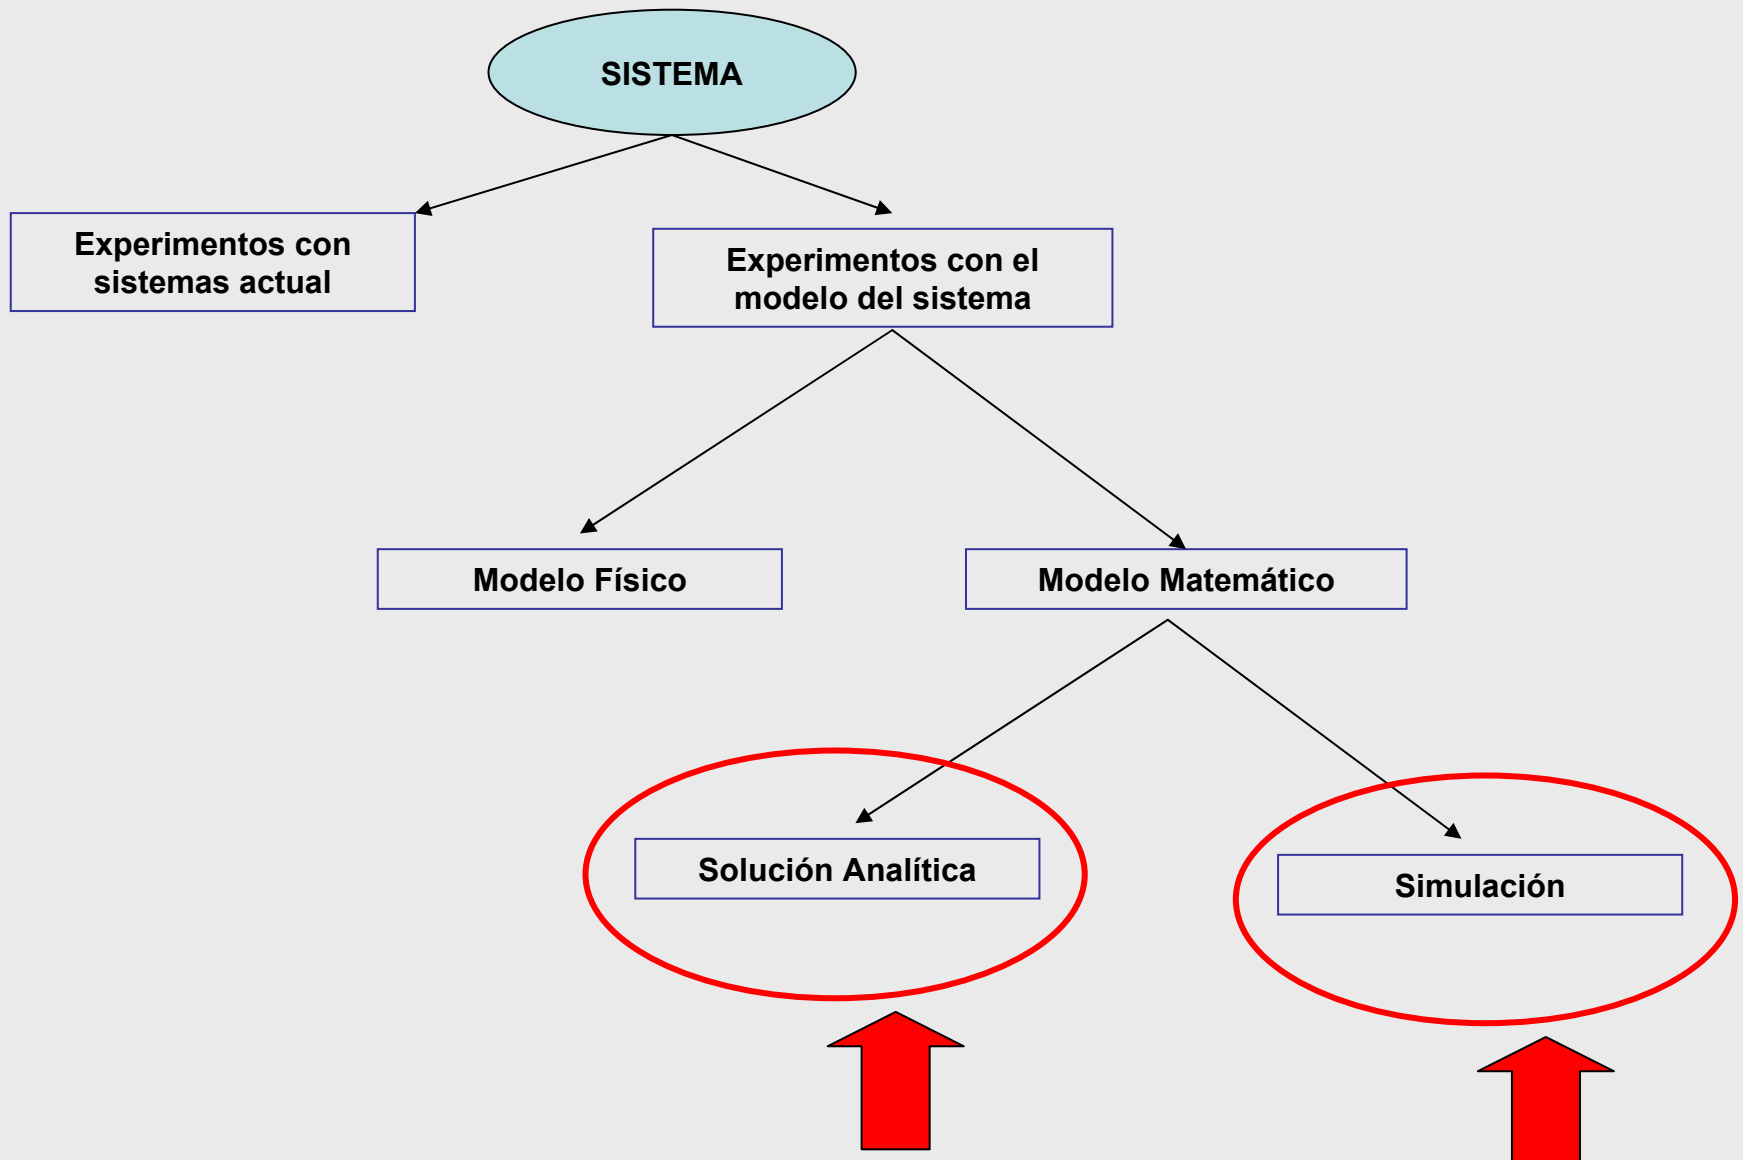 SISTEMA
Experimentos con
sistemas actual
Experimentos con el
modelo del sistema
Modelo Físico
Modelo Matemático
Solución Analítica
Simulación